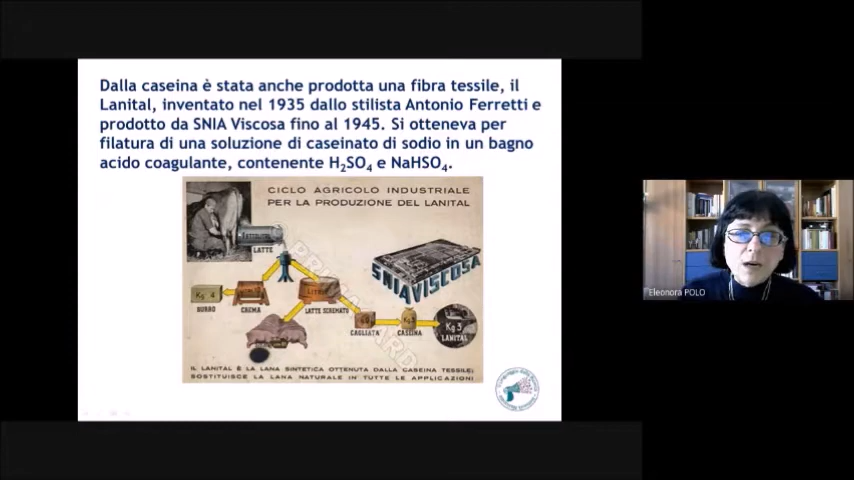 Dalla caseina è stata anche prodotta una fibra tessile, il
Lanital, inventato nel 1935 dallo stilista Antonio Ferretti e
prodotto da SNIA Viscosa fino al 1945. Si otteneva per
filatura di una soluzione di caseinato di sodio in un bagno
acido coagulante, contenente H₂SO₄ e NaHSO₄.
CICLO AGRICOLO INDUSTRIALE
PER LA PRODUZIONE DEL LANITAL
LATTE
SNIA VISCOSA
Kg 4
BURRO
CREMA
LATTE SCREMATO
CAGLIATA
CASEINA
Kg 3
LANITAL
IL LANITAL È LA LANA SINTETICA OTTENUTA DALLA CASEINA TESSILE;
SOSTITUISCE LA LANA NATURALE IN TUTTE LE APPLICAZIONI
Eleonora POLO